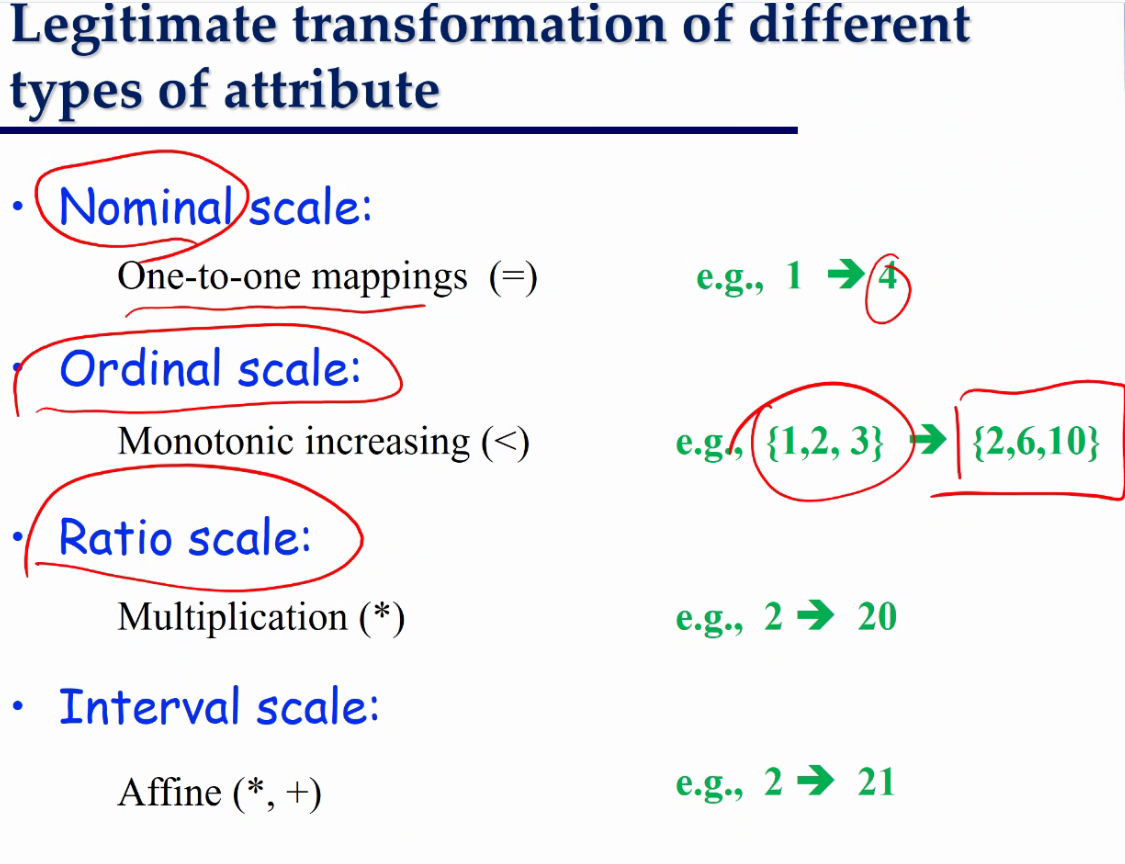 Legitimate transformation of different
types of attribute
• Nominal scale:
One-to-one mappings (=) e.g., 1 ➔ 4
• Ordinal scale:
Monotonic increasing (<) e.g., {1,2, 3} ➔ {2,6,10}
• Ratio scale:
Multiplication (*) e.g., 2 ➔ 20
• Interval scale:
Affine (*, +) e.g., 2 ➔ 21